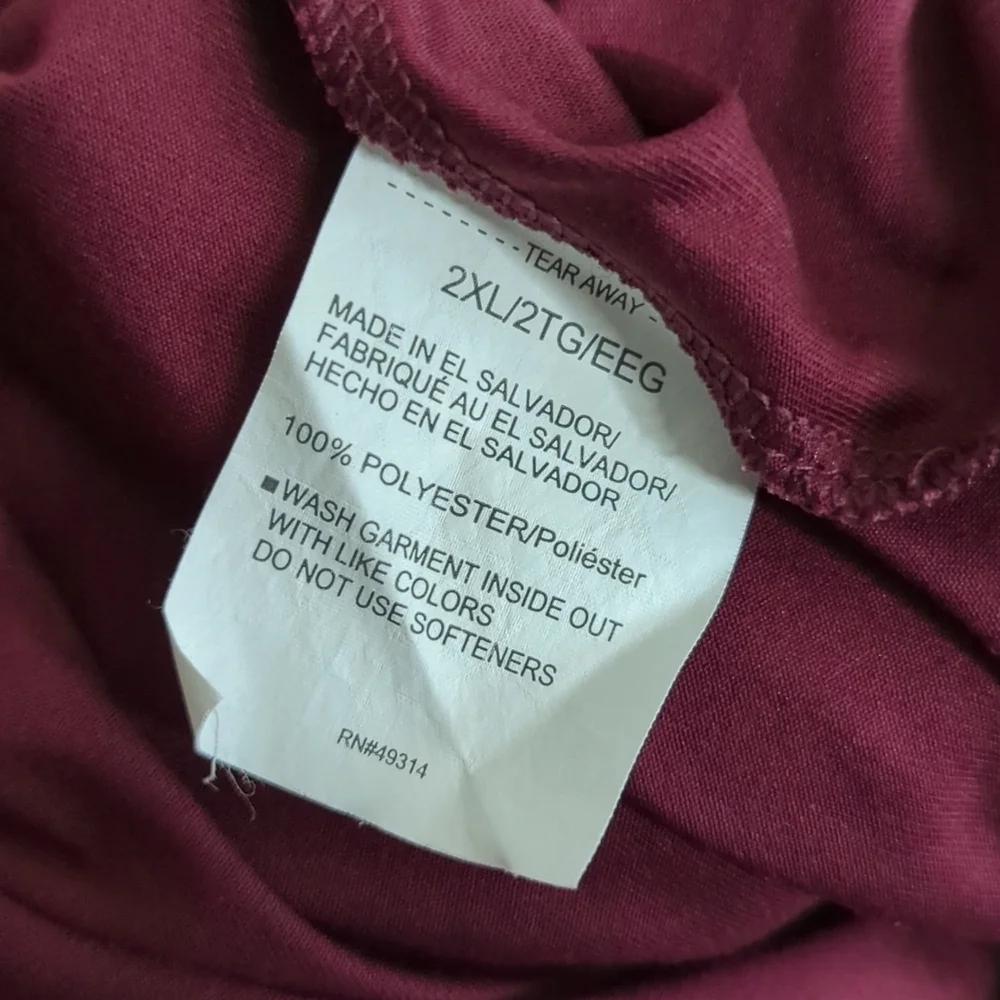 ---------- TEAR AWAY --
2XL/2TG/EEG
MADE IN EL SALVADOR/
FABRIQUÉ AU EL SALVADOR/
HECHO EN EL SALVADOR
100% POLYESTER/Poliéster
■WASH GARMENT INSIDE OUT
WITH LIKE COLORS
DO NOT USE SOFTENERS
RN#49314